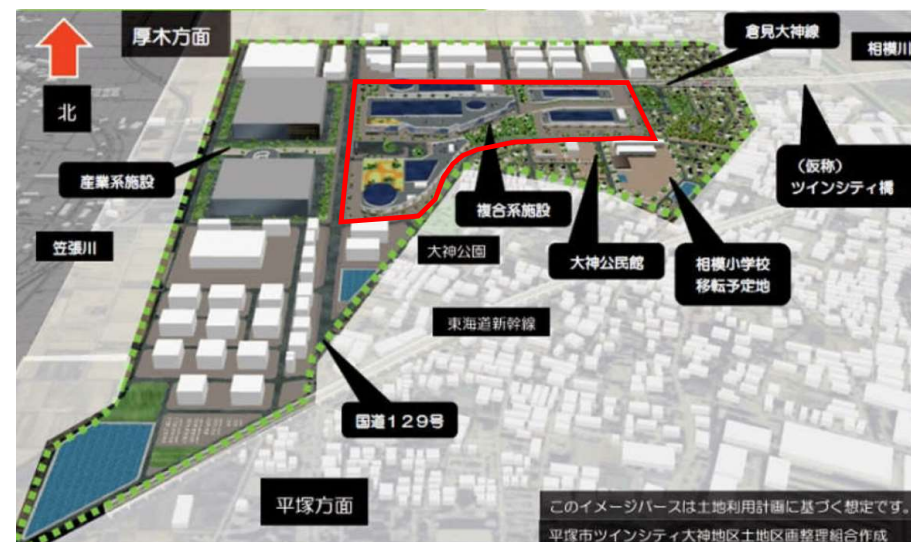 厚木方面
倉見大神線
相模川
北
(仮称)
ツインシティ橋
産業系施設
複合系施設
笠張川
大神公園
大神公民館
相模小学校
移転予定地
東海道新幹線
国道129号
平塚方面
このイメージパースは土地利用計画に基づく想定です。
平塚市ツインシティ大神地区土地区画整理組合作成